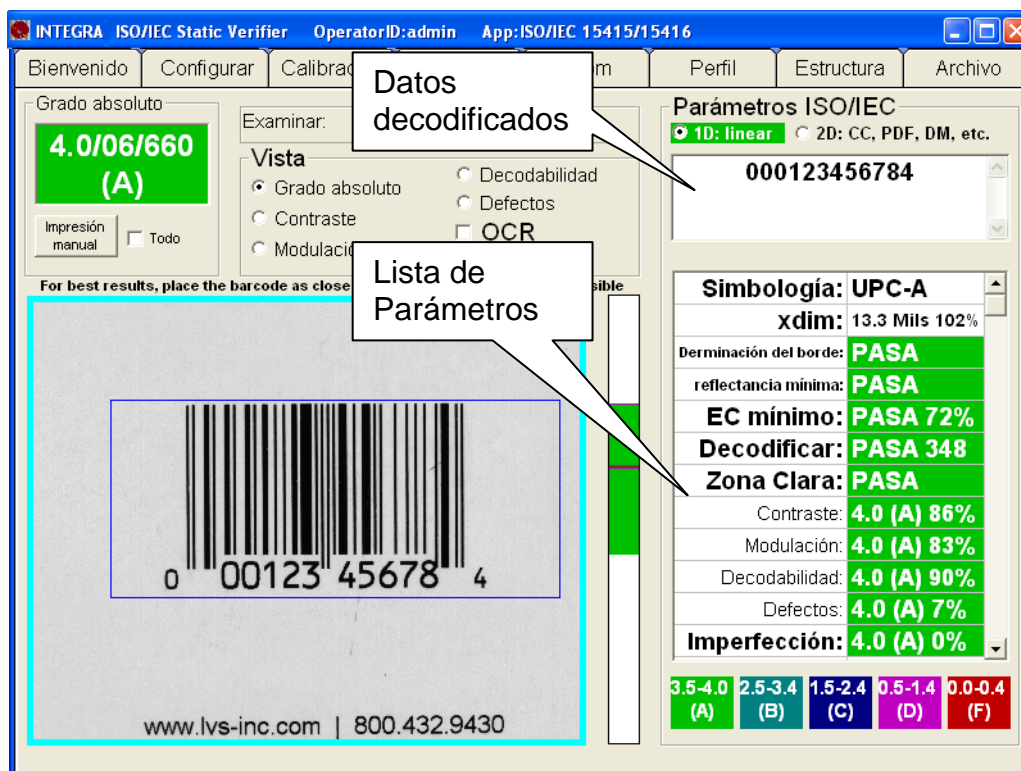 INTEGRA ISO/IEC Static Verifier OperatorID:admin App:ISO/IEC 15415/15416
Bienvenido Configurar Perfil Estructura Archivo
Grado absoluto
4.0/06/660
(A)
Impresión
manual
Todo
Examinar:
Vista
Grado absoluto
Contraste
Decodabilidad
Defectos
OCR
Datos
decodificados
Parámetros ISO/IEC
1D: linear 2D: CC, PDF, DM, etc.
000123456784
For best results, place the barcode as close
Lista de
Parámetros
Simbología: UPC-A
xdim: 13.3 Mils 102%
Derminación del borde: PASA
reflectancia mínima: PASA
EC mínimo: PASA 72%
Decodificar: PASA 348
Zona Clara: PASA
Contraste: 4.0 (A) 86%
Modulación: 4.0 (A) 83%
Decodabilidad: 4.0 (A) 90%
Defectos: 4.0 (A) 7%
Imperfección: 4.0 (A) 0%
0 00123 45678 4
www.lvs-inc.com | 800.432.9430
3.5-4.0 2.5-3.4 1.5-2.4 0.5-1.4 0.0-0.4
(A) (B) (C) (D) (F)